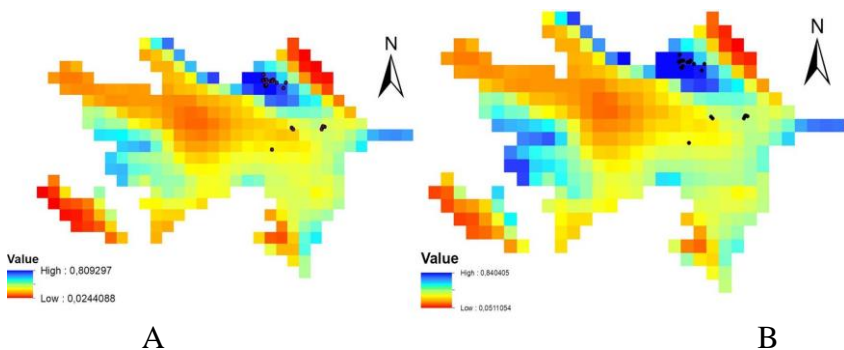 N
Value
High : 0,809297
Low : 0,0244088
A
N
Value
High : 0,840405
Low : 0,0511054
B